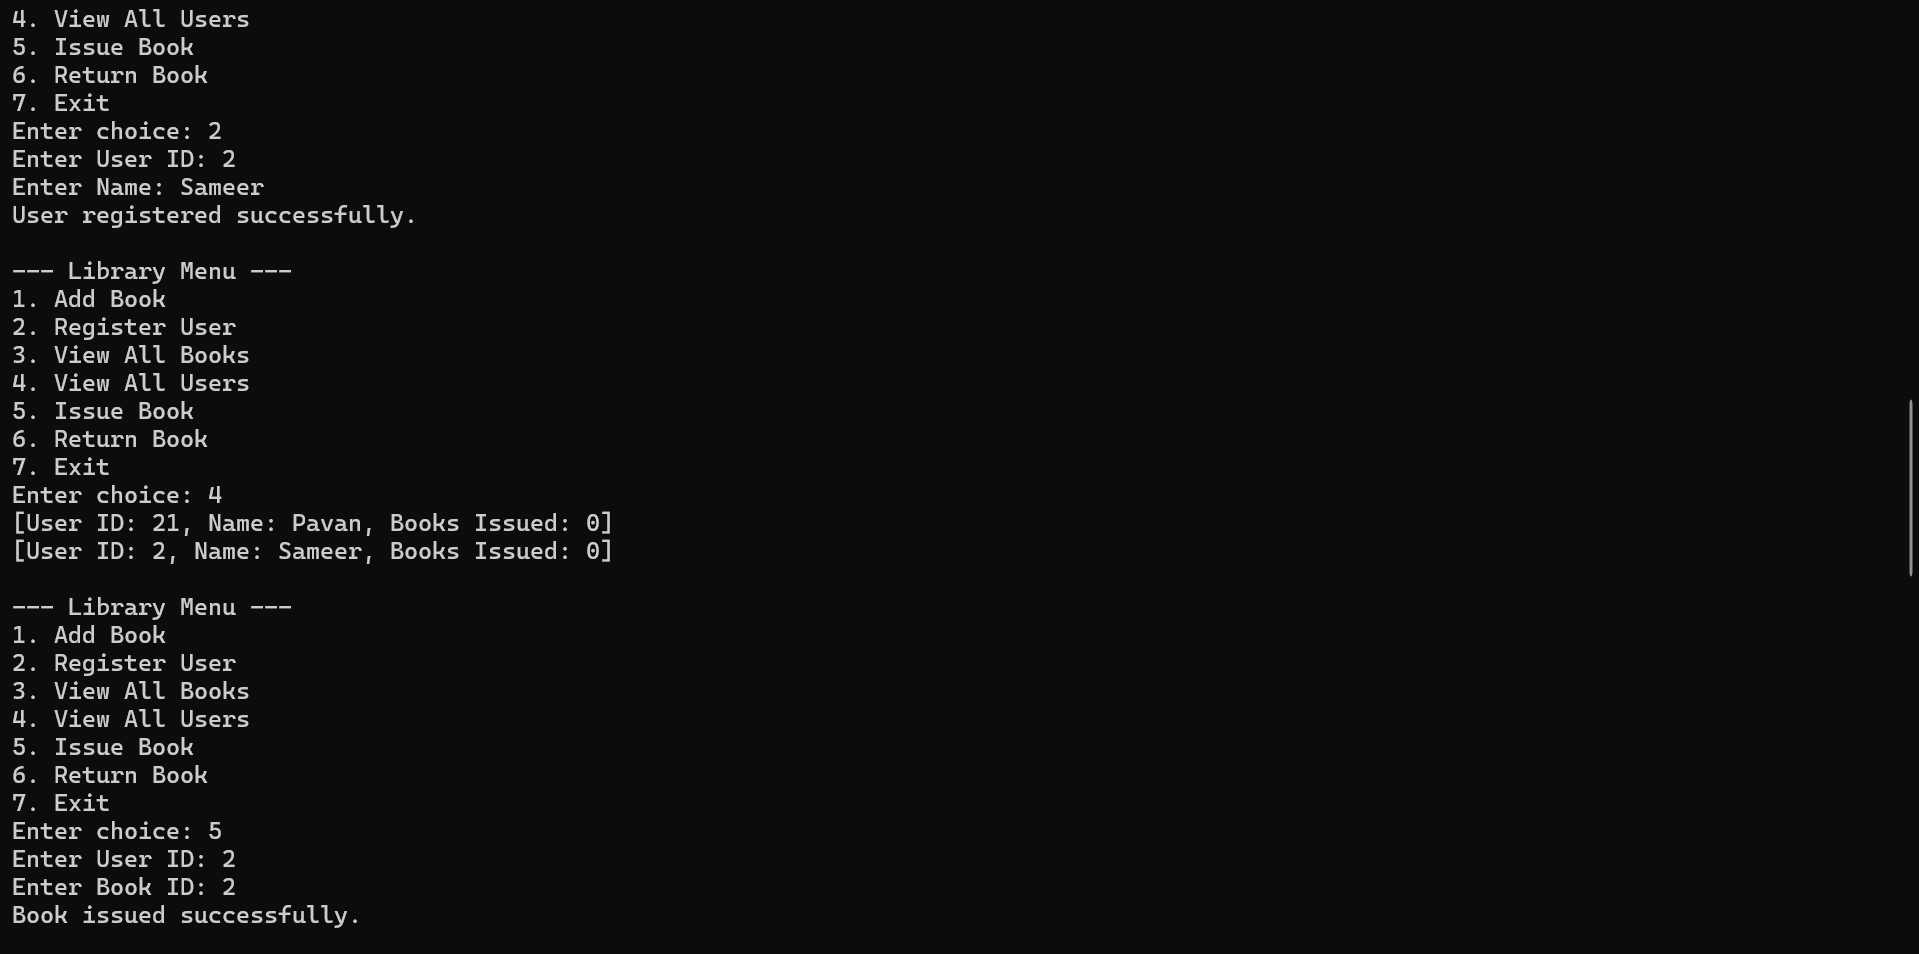 4. View All Users
5. Issue Book
6. Return Book
7. Exit
Enter choice: 2
Enter User ID: 2
Enter Name: Sameer
User registered successfully.

--- Library Menu ---
1. Add Book
2. Register User
3. View All Books
4. View All Users
5. Issue Book
6. Return Book
7. Exit
Enter choice: 4
[User ID: 21, Name: Pavan, Books Issued: 0]
[User ID: 2, Name: Sameer, Books Issued: 0]

--- Library Menu ---
1. Add Book
2. Register User
3. View All Books
4. View All Users
5. Issue Book
6. Return Book
7. Exit
Enter choice: 5
Enter User ID: 2
Enter Book ID: 2
Book issued successfully.